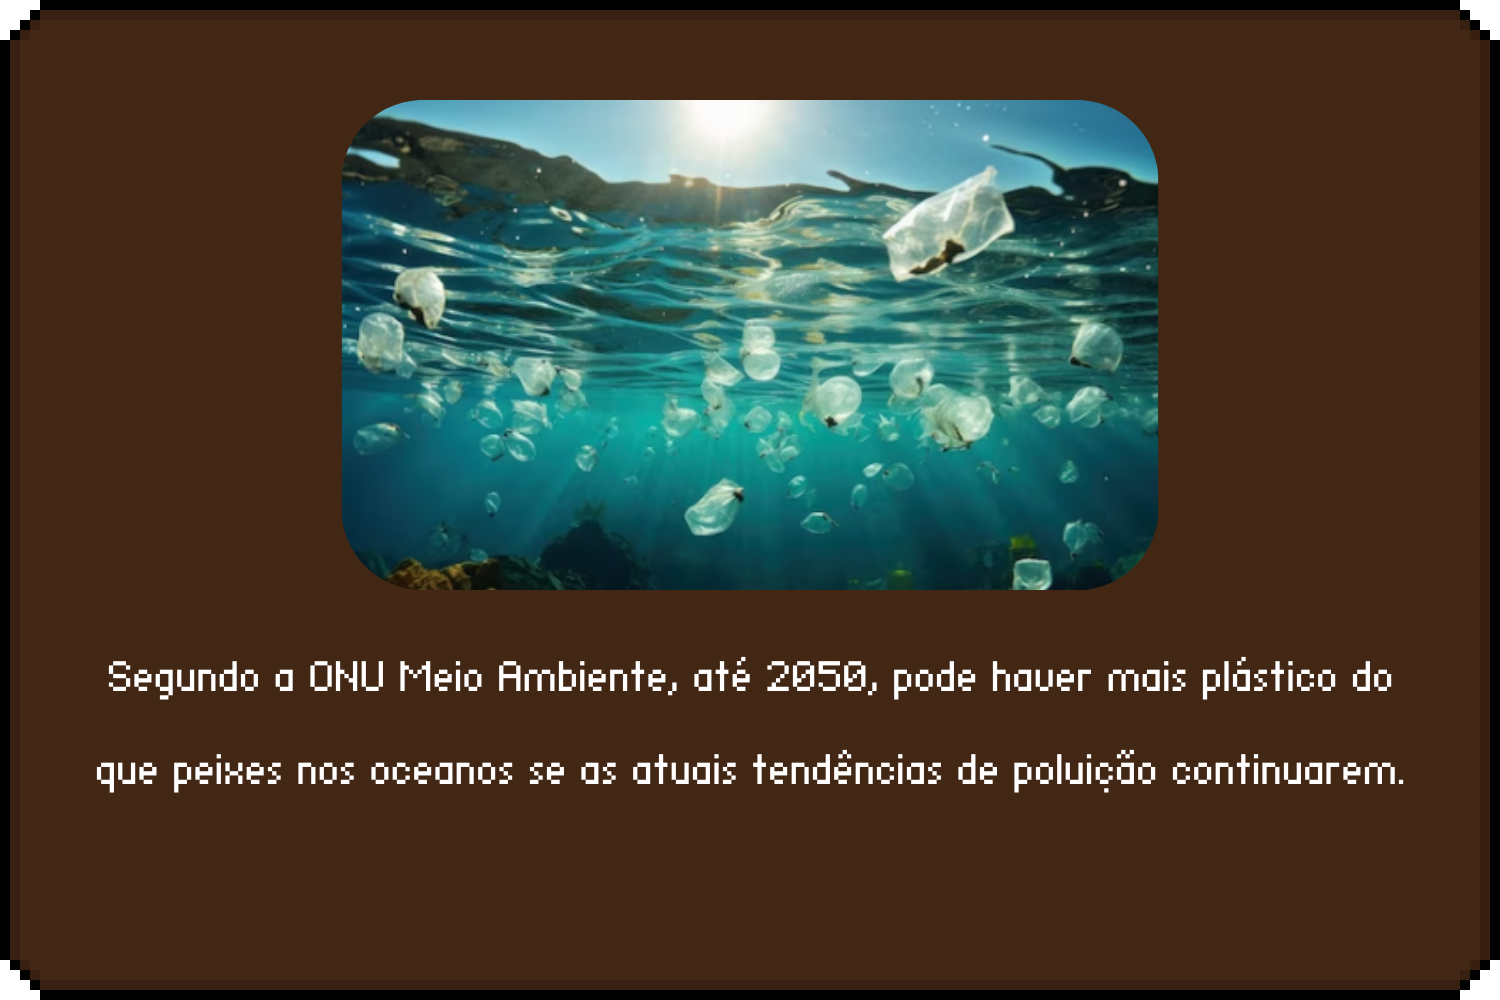 Segundo a ONU Meio Ambiente, até 2050, pode haver mais plástico do
que peixes nos oceanos se as atuais tendências de poluição continuarem.